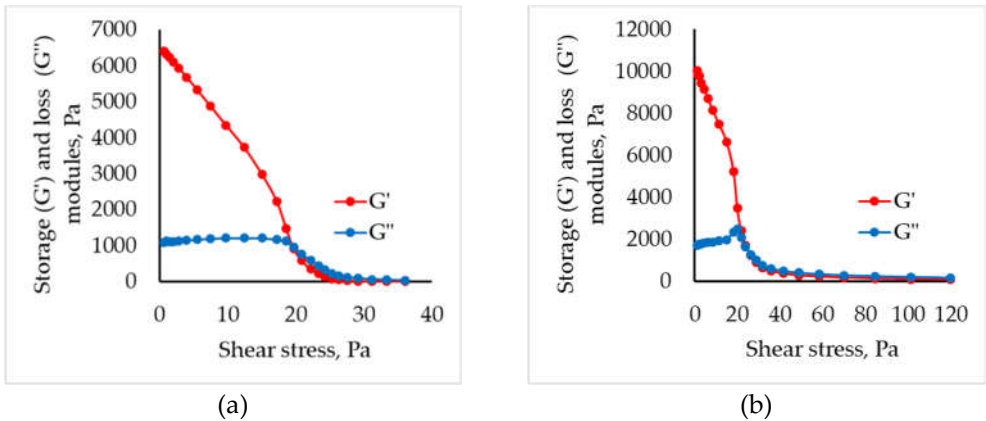 Storage (G') and loss (G'')
modules, Pa
7000
6000
5000
4000
3000
2000
1000
0
0 10 20 30 40
Shear stress, Pa
G'
G''
(a)
Storage (G') and loss (G'')
modules, Pa
12000
10000
8000
6000
4000
2000
0
0 20 40 60 80 100 120
Shear stress, Pa
G'
G''
(b)